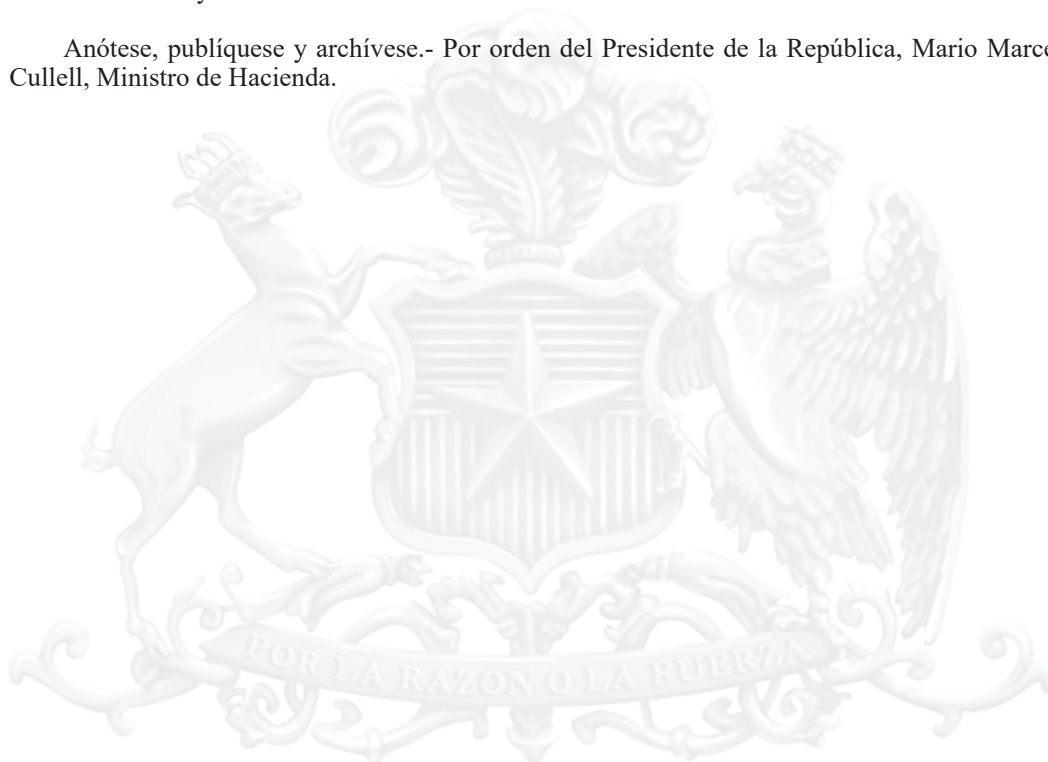 Anótese, publíquese y archívese.- Por orden del Presidente de la República, Mario
Cullell, Ministro de Hacienda.
POR LA RAZON O LA FUERZA